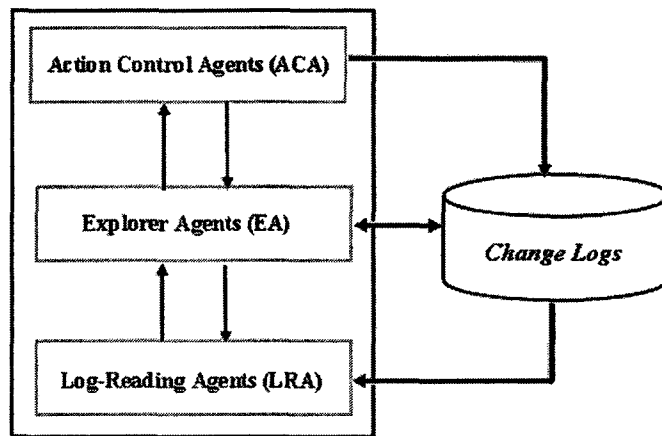 Action Control Agents (ACA)
Explorer Agents (EA)
Change Logs
Log-Reading Agents (LRA)